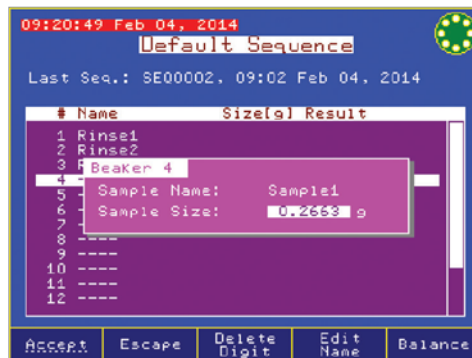 09:20:49 Feb 04, 2014
Default Sequence
Last Seq.: SE00002, 09:02 Feb 04, 2014
# Name Size[g] Result
1 Rinse1
2 Rinse2
3
Beaker 4
4
Sample Name: Sample1
5
Sample Size: 0.2663 g
6
7
8 ----
9 ----
10 ----
11 ----
12 ----
Accept Escape Delete Digit Edit Name Balance